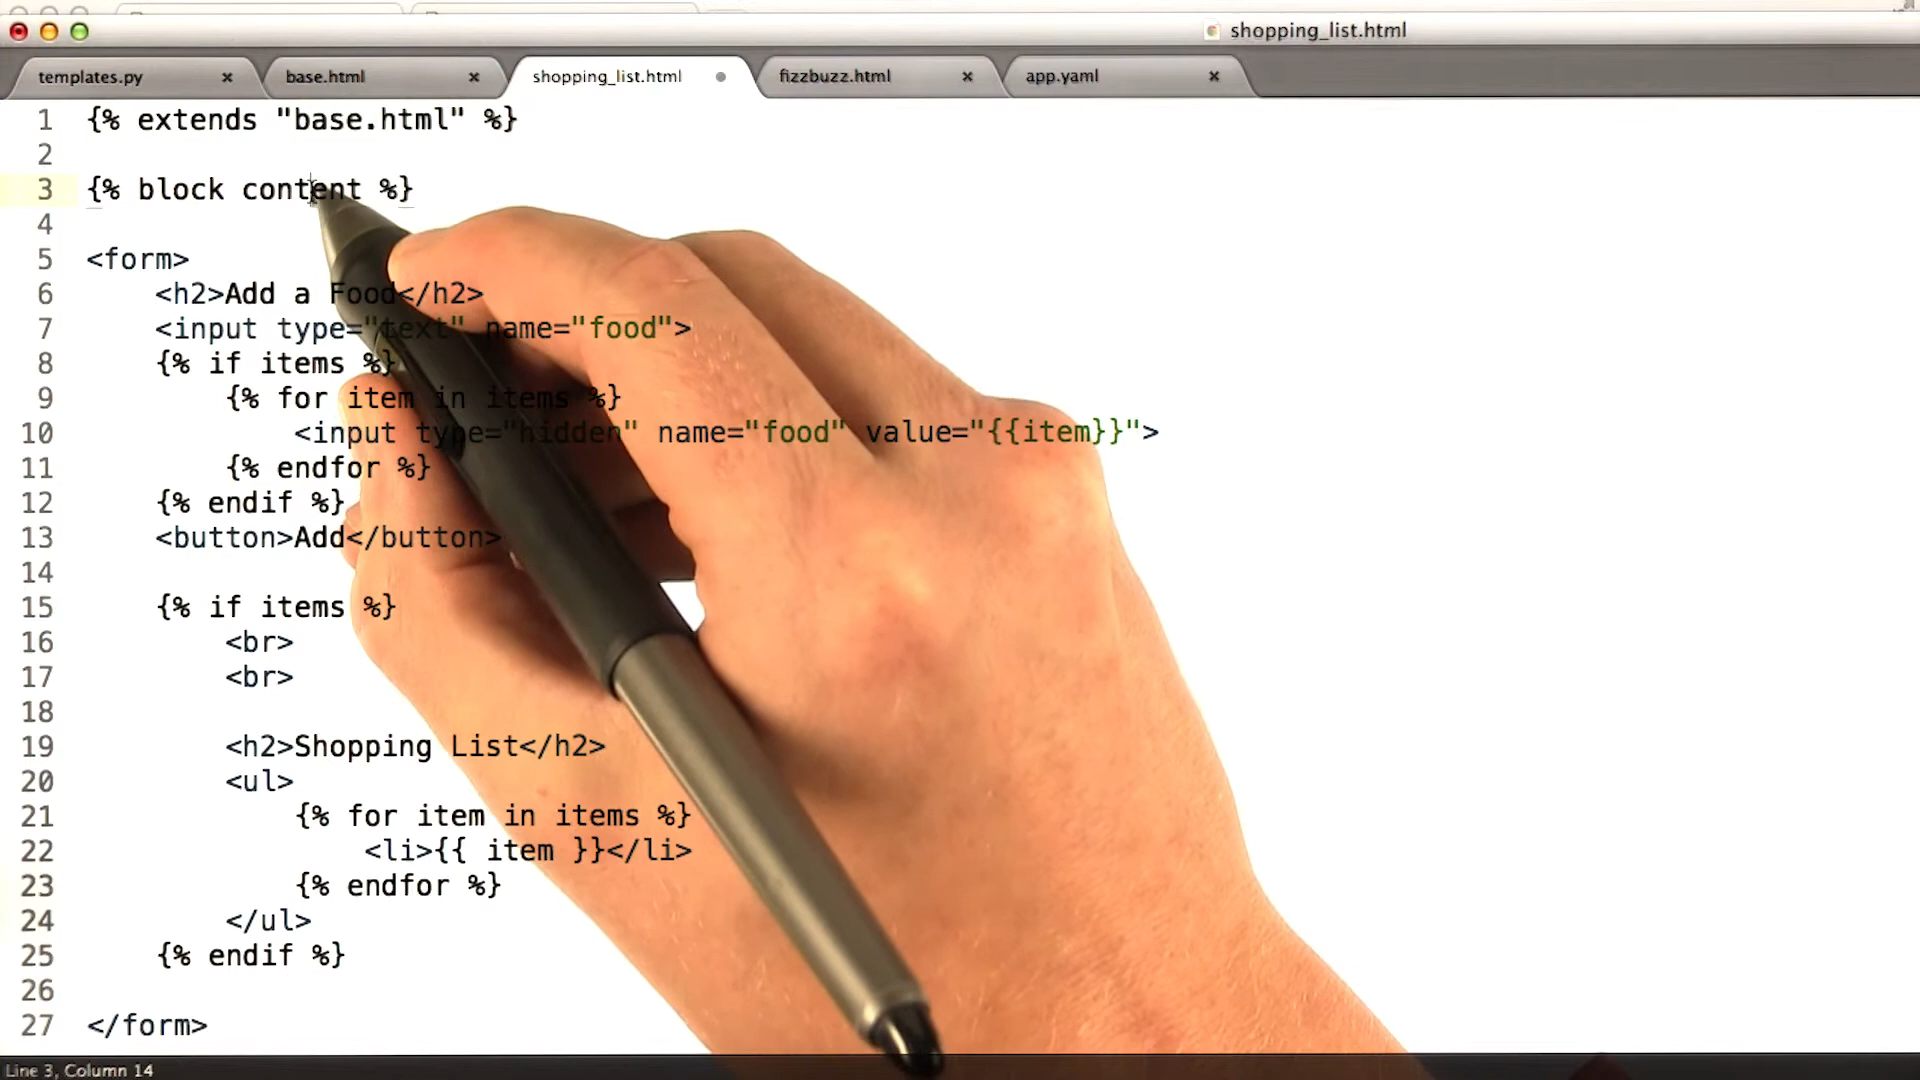 shopping_list.html
templates.py
base.html
shopping_list.html
fizzbuzz.html
app.yaml
1 {% extends "base.html" %}
2
3 {% block content %}
4
5 <form>
6 <h2>Add a Food</h2>
7 <input type="text" name="food">
8 {% if items %}
9 {% for item in items %}
10 <input type="hidden" name="food" value="{{item}}">
11 {% endfor %}
12 {% endif %}
13 <button>Add</button>
14
15 {% if items %}
16 <br>
17 <br>
18
19 <h2>Shopping List</h2>
20 <ul>
21 {% for item in items %}
22 <li>{{ item }}</li>
23 {% endfor %}
24 </ul>
25 {% endif %}
26
27 </form>
Line 3, Column 14